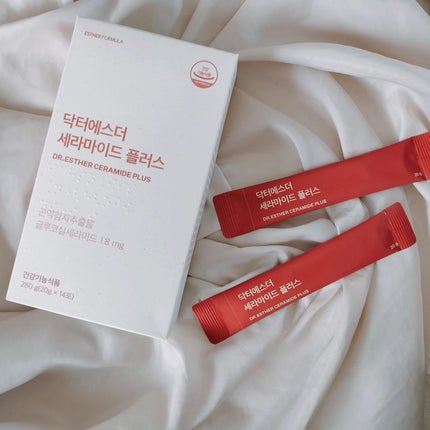 ESTHER FORMULA
닥터에스더
세라마이드 플러스
DR.ESTHER CERAMIDE PLUS
곤약감자추출물
글루코실세라마이드 1.8 mg
건강기능식품
280 g(20g × 14포)
닥터에스더
세라마이드 플러스
DR.ESTHER CERAMIDE PLUS
닥터에스더
세라마이드 플러스
DR.ESTHER CERAMIDE PLUS